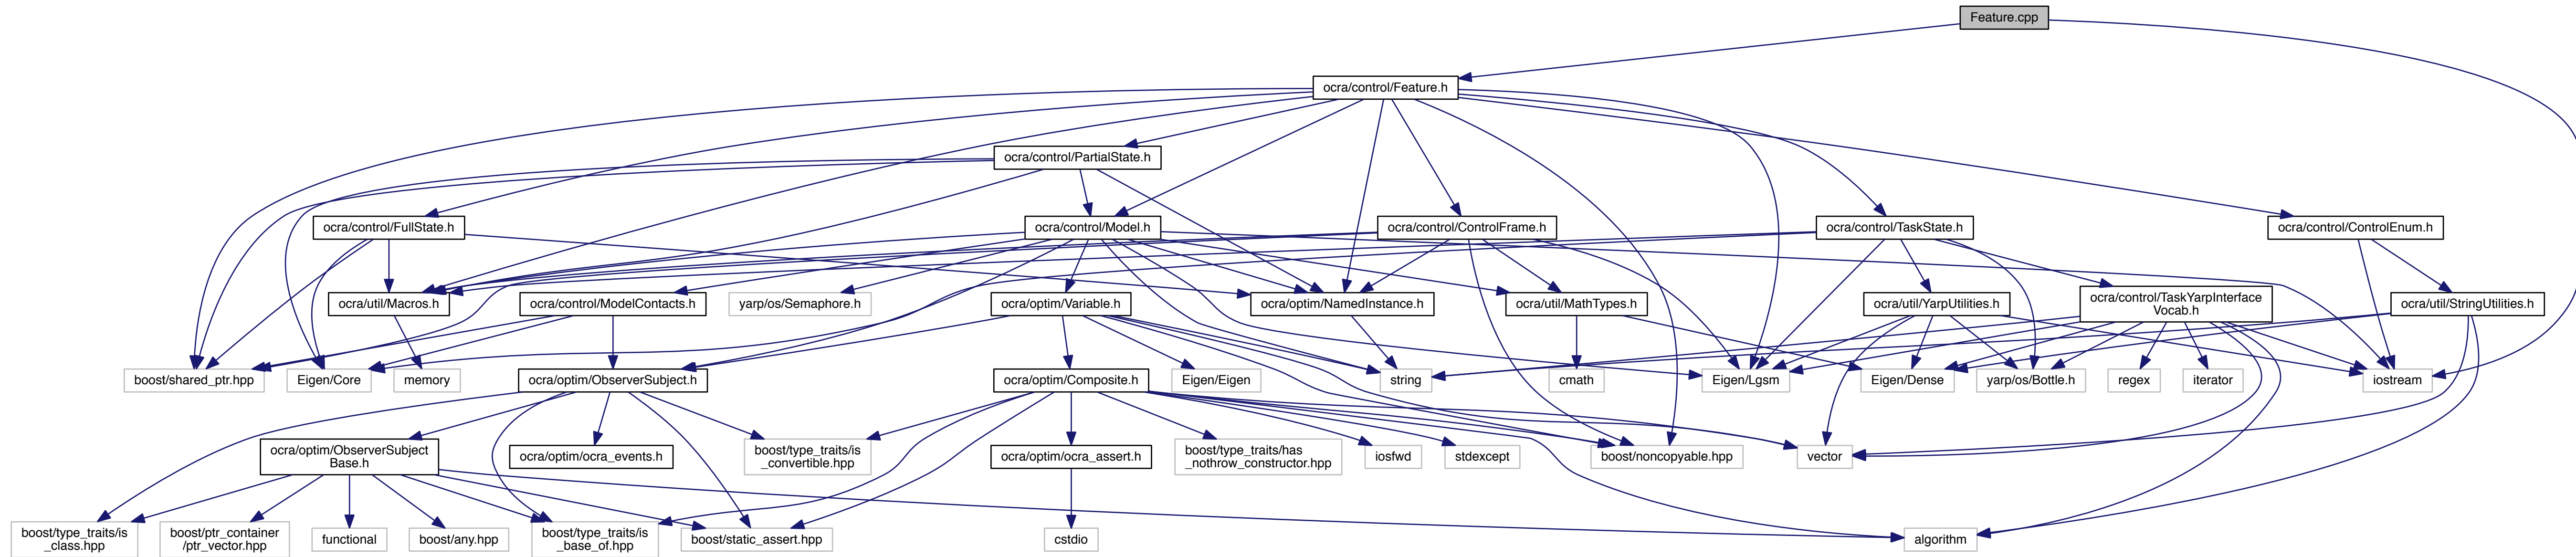 Feature.cpp
ocra/control/Feature.h
ocra/control/PartialState.h
ocra/control/FullState.h
ocra/control/Model.h
ocra/control/ControlFrame.h
ocra/control/TaskState.h
ocra/control/ControlEnum.h
ocra/util/Macros.h
ocra/control/ModelContacts.h
yarp/os/Semaphore.h
ocra/optim/Variable.h
ocra/optim/NamedInstance.h
ocra/util/MathTypes.h
ocra/util/YarpUtilities.h
ocra/control/TaskYarpInterface
Vocab.h
ocra/util/StringUtilities.h
boost/shared_ptr.hpp
Eigen/Core
memory
ocra/optim/ObserverSubject.h
ocra/optim/Composite.h
Eigen/Eigen
string
cmath
Eigen/Lgsm
Eigen/Dense
yarp/os/Bottle.h
regex
iterator
iostream
ocra/optim/ObserverSubject
Base.h
ocra/optim/ocra_events.h
boost/type_traits/is
_convertible.hpp
ocra/optim/ocra_assert.h
boost/type_traits/has
_nothrow_constructor.hpp
iosfwd
stdexcept
boost/noncopyable.hpp
vector
boost/type_traits/is
_class.hpp
boost/ptr_container
/ptr_vector.hpp
functional
boost/any.hpp
boost/type_traits/is
_base_of.hpp
boost/static_assert.hpp
cstdio
algorithm